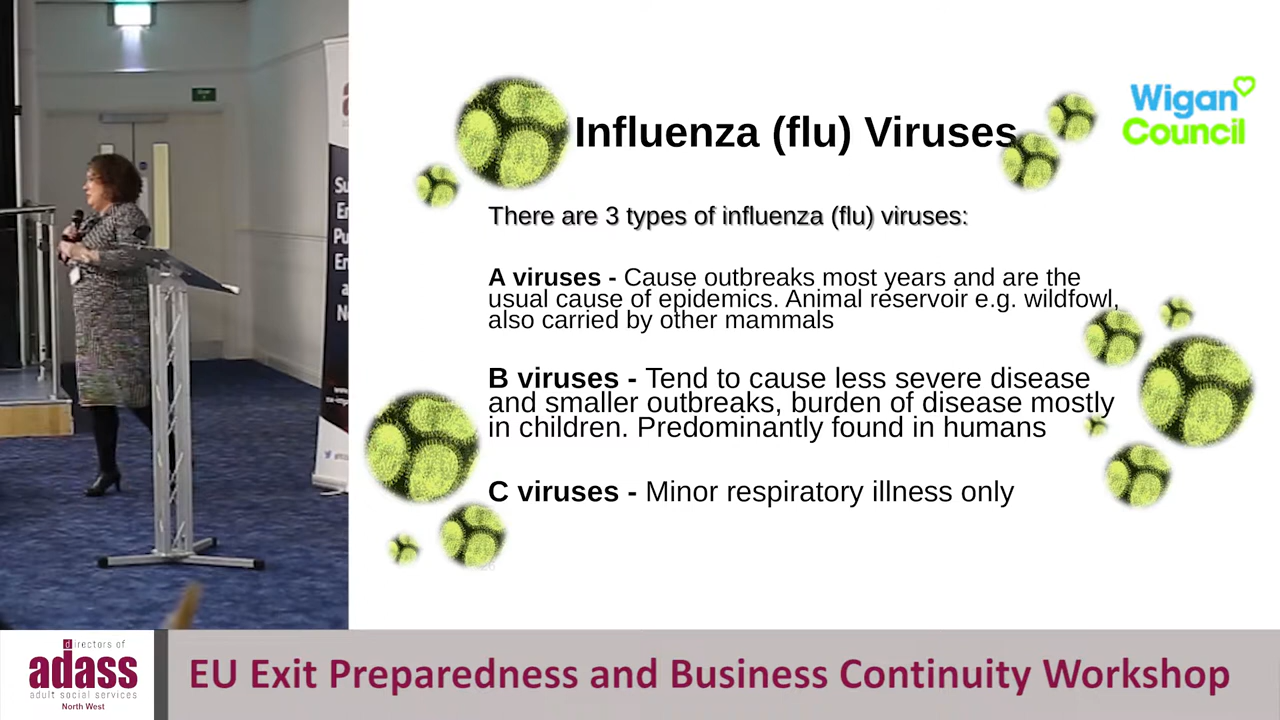 Influenza (flu) Viruses
Wigan
Council
There are 3 types of influenza (flu) viruses:
A viruses - Cause outbreaks most years and are the
usual cause of epidemics. Animal reservoir e.g. wildfowl,
also carried by other mammals
B viruses - Tend to cause less severe disease
and smaller outbreaks, burden of disease mostly
in children. Predominantly found in humans
C viruses - Minor respiratory illness only
directors of
adass
adult social services
North West
EU Exit Preparedness and Business Continuity Workshop